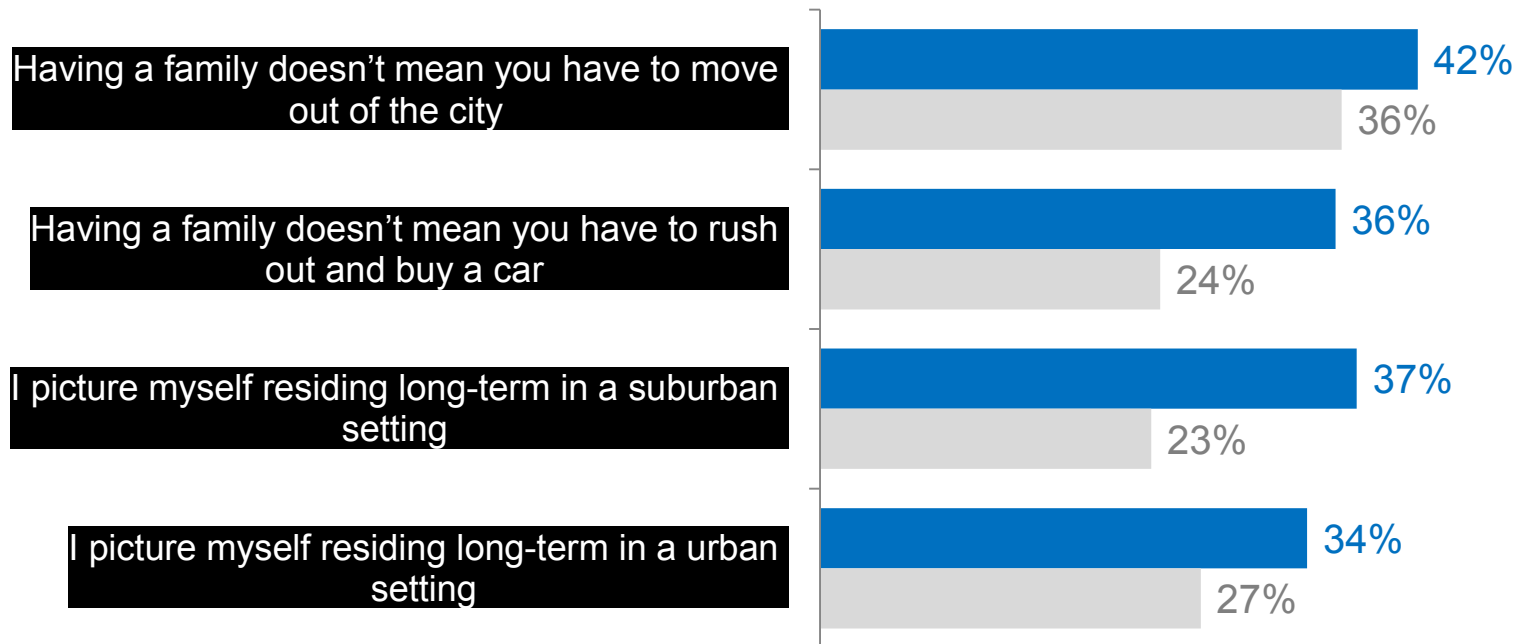 Having a family doesn’t mean you have to move
out of the city
42%
36%
Having a family doesn’t mean you have to rush
out and buy a car
36%
24%
I picture myself residing long-term in a suburban
setting
37%
23%
I picture myself residing long-term in a urban
setting
34%
27%